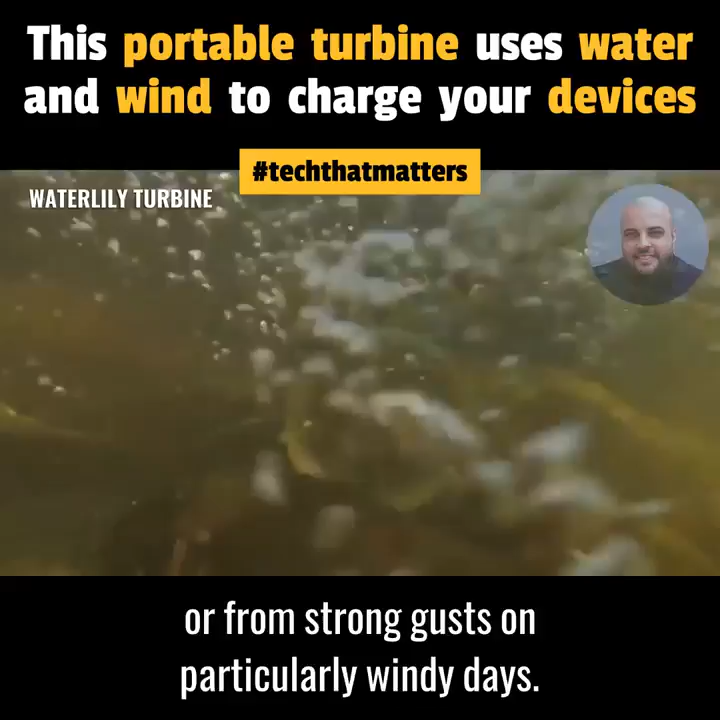 This portable turbine uses water
and wind to charge your devices
#techthatmatters
WATERLILY TURBINE
or from strong gusts on
particularly windy days.